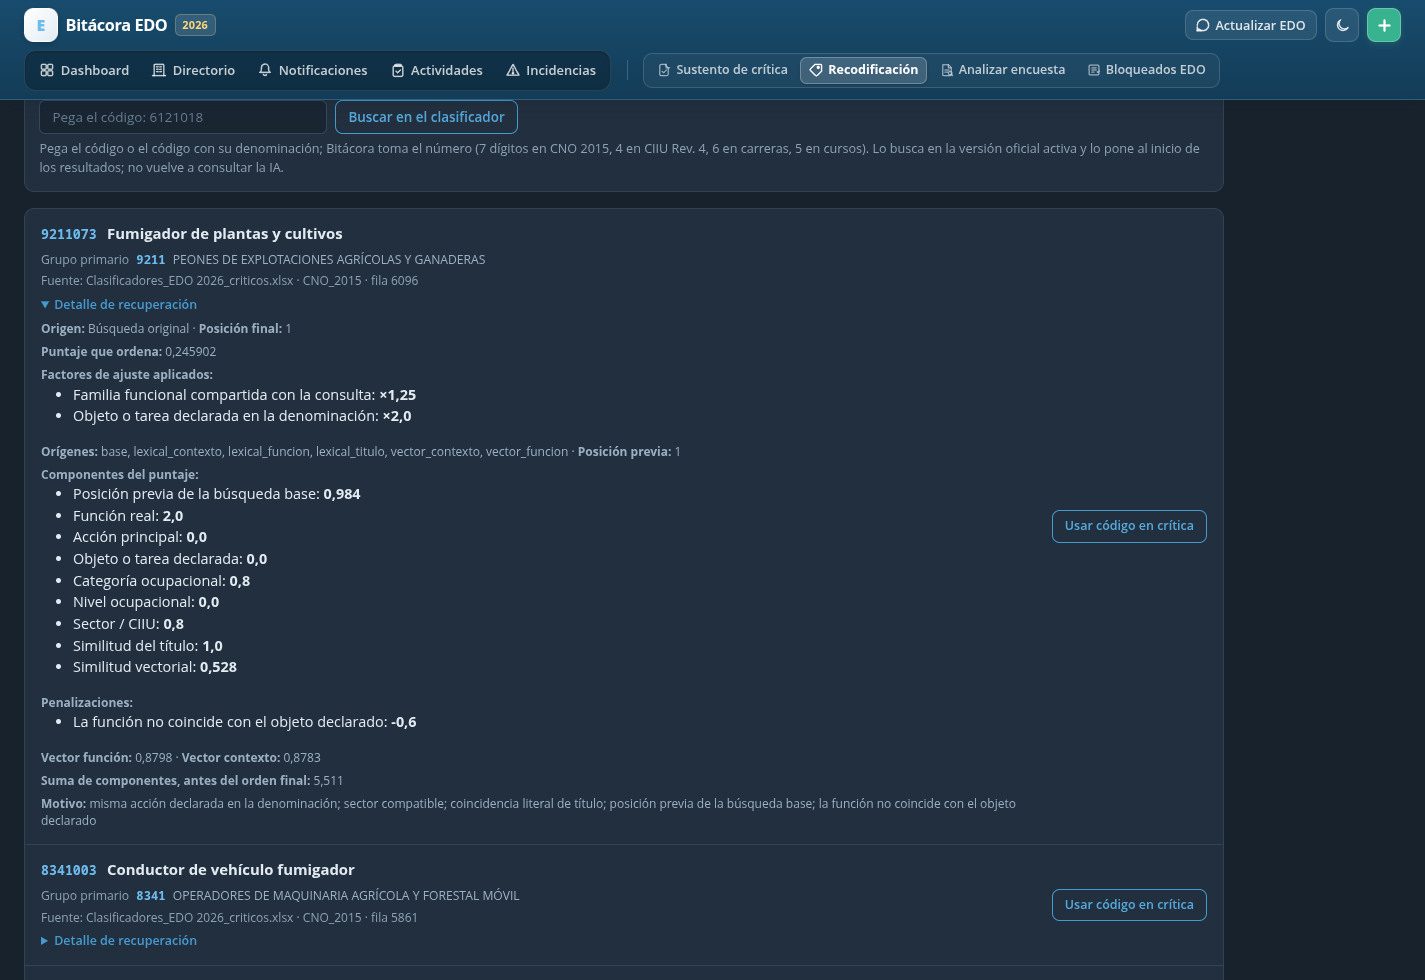 E Bitácora EDO 2026
Actualizar EDO
Dashboard Directorio Notificaciones Actividades Incidencias Sustento de crítica Recodificación Analizar encuesta Bloqueados EDO
Pega el código: 6121018 Buscar en el clasificador
Pega el código o el código con su denominación; Bitácora toma el número (7 dígitos en CNO 2015, 4 en CIIU Rev. 4, 6 en carreras, 5 en cursos). Lo busca en la versión oficial activa y lo pone al inicio de
los resultados; no vuelve a consultar la IA.
9211073 Fumigador de plantas y cultivos
Grupo primario 9211 PEONES DE EXPLOTACIONES AGRÍCOLAS Y GANADERAS
Fuente: Clasificadores_EDO 2026_criticos.xlsx · CNO_2015 · fila 6096
▼ Detalle de recuperación
Origen: Búsqueda original · Posición final: 1
Puntaje que ordena: 0,245902
Factores de ajuste aplicados:
• Familia funcional compartida con la consulta: ×1,25
• Objeto o tarea declarada en la denominación: ×2,0
Orígenes: base, lexical_contexto, lexical_funcion, lexical_titulo, vector_contexto, vector_funcion · Posición previa: 1
Componentes del puntaje:
• Posición previa de la búsqueda base: 0,984
• Función real: 2,0
• Acción principal: 0,0
• Objeto o tarea declarada: 0,0
• Categoría ocupacional: 0,8
• Nivel ocupacional: 0,0
• Sector / CIIU: 0,8
• Similitud del título: 1,0
• Similitud vectorial: 0,528
Usar código en crítica
Penalizaciones:
• La función no coincide con el objeto declarado: -0,6
Vector función: 0,8798 · Vector contexto: 0,8783
Suma de componentes, antes del orden final: 5,511
Motivo: misma acción declarada en la denominación; sector compatible; coincidencia literal de título; posición previa de la búsqueda base; la función no coincide con el objeto
declarado
8341003 Conductor de vehículo fumigador
Grupo primario 8341 OPERADORES DE MAQUINARIA AGRÍCOLA Y FORESTAL MÓVIL
Fuente: Clasificadores_EDO 2026_criticos.xlsx · CNO_2015 · fila 5861
▶ Detalle de recuperación
Usar código en crítica